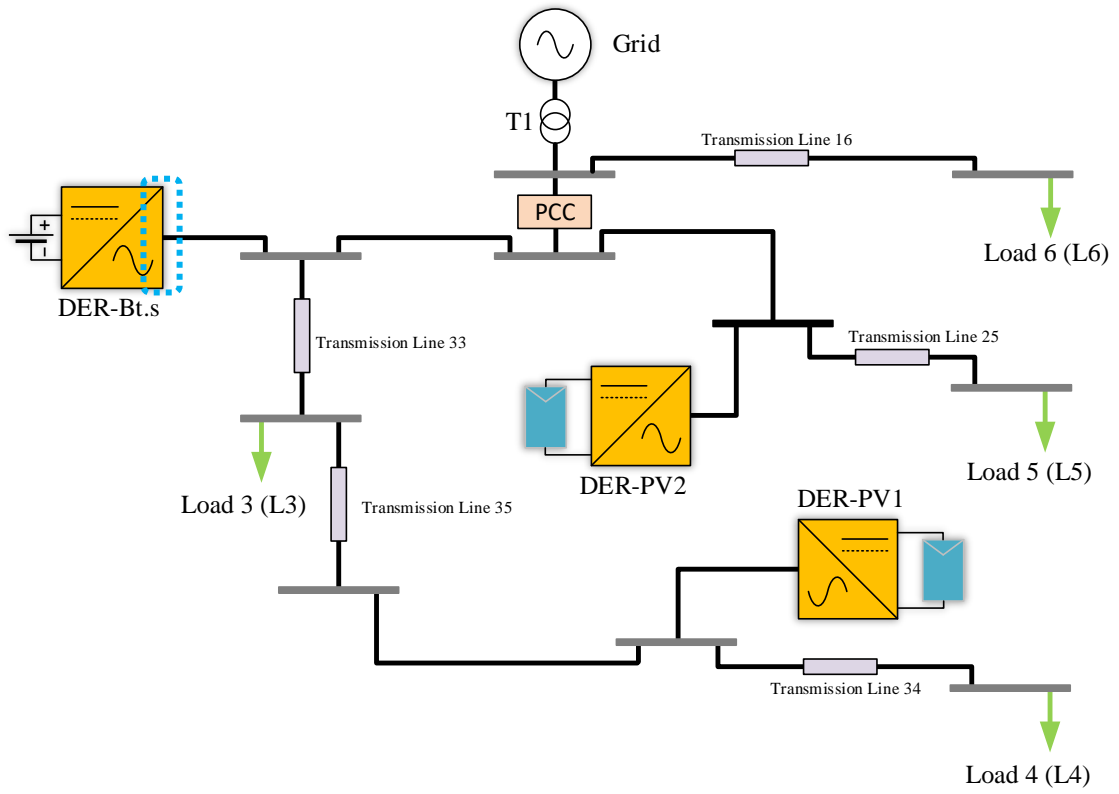 Grid
T1
Transmission Line 16
PCC
+
−
Load 6 (L6)
DER-Bt.s
Transmission Line 33
Transmission Line 25
Load 3 (L3)
DER-PV2
Load 5 (L5)
DER-PV1
Transmission Line 35
Transmission Line 34
Load 4 (L4)